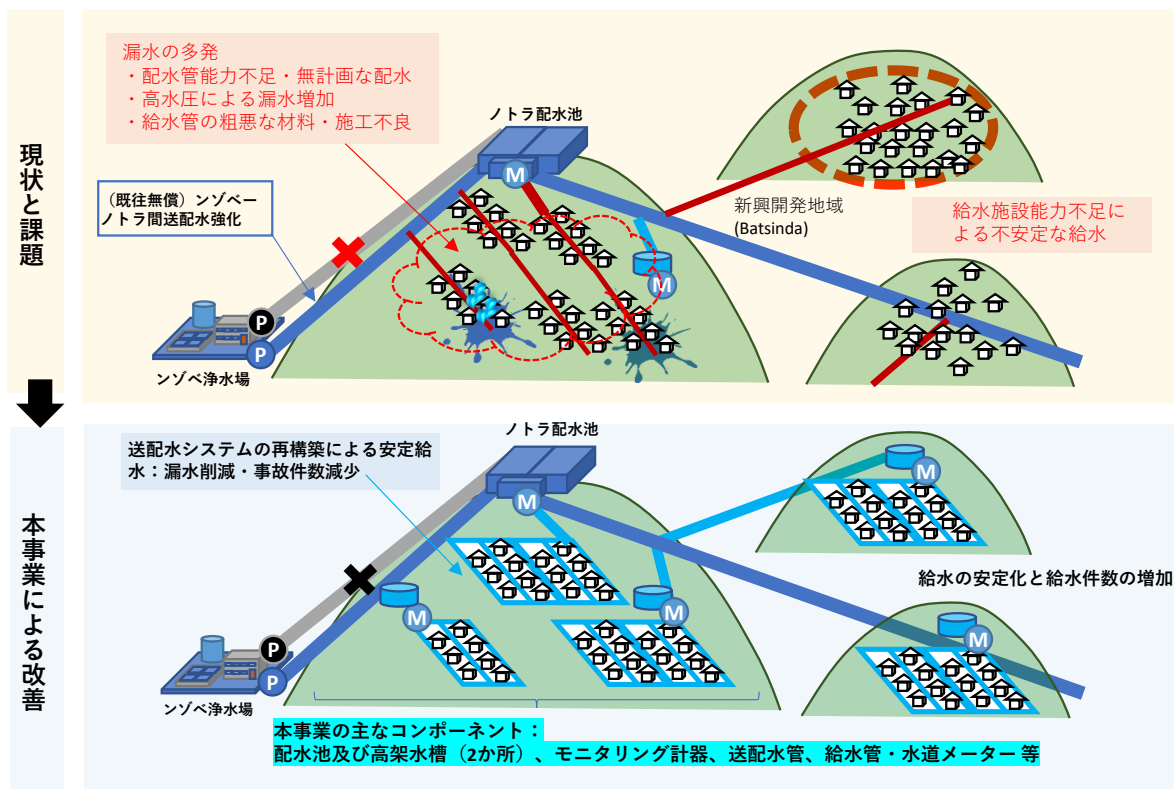 現状と課題
漏水の多発
・配水管能力不足・無計画な配水
・高水圧による漏水増加
・給水管の粗悪な材料・施工不良
ノトラ配水池
M
(既往無償)ンゾベー
ノトラ間送配水強化
P
P
ンゾベ浄水場
M
新興開発地域
(Batsinda)
給水施設能力不足に
よる不安定な給水
本事業による改善
ノトラ配水池
送配水システムの再構築による安定給
水：漏水削減・事故件数減少
M
M
M
M
M
P
P
ンゾベ浄水場
給水の安定化と給水件数の増加
本事業の主なコンポーネント：
配水池及び高架水槽（2か所）、モニタリング計器、送配水管、給水管・水道メーター 等